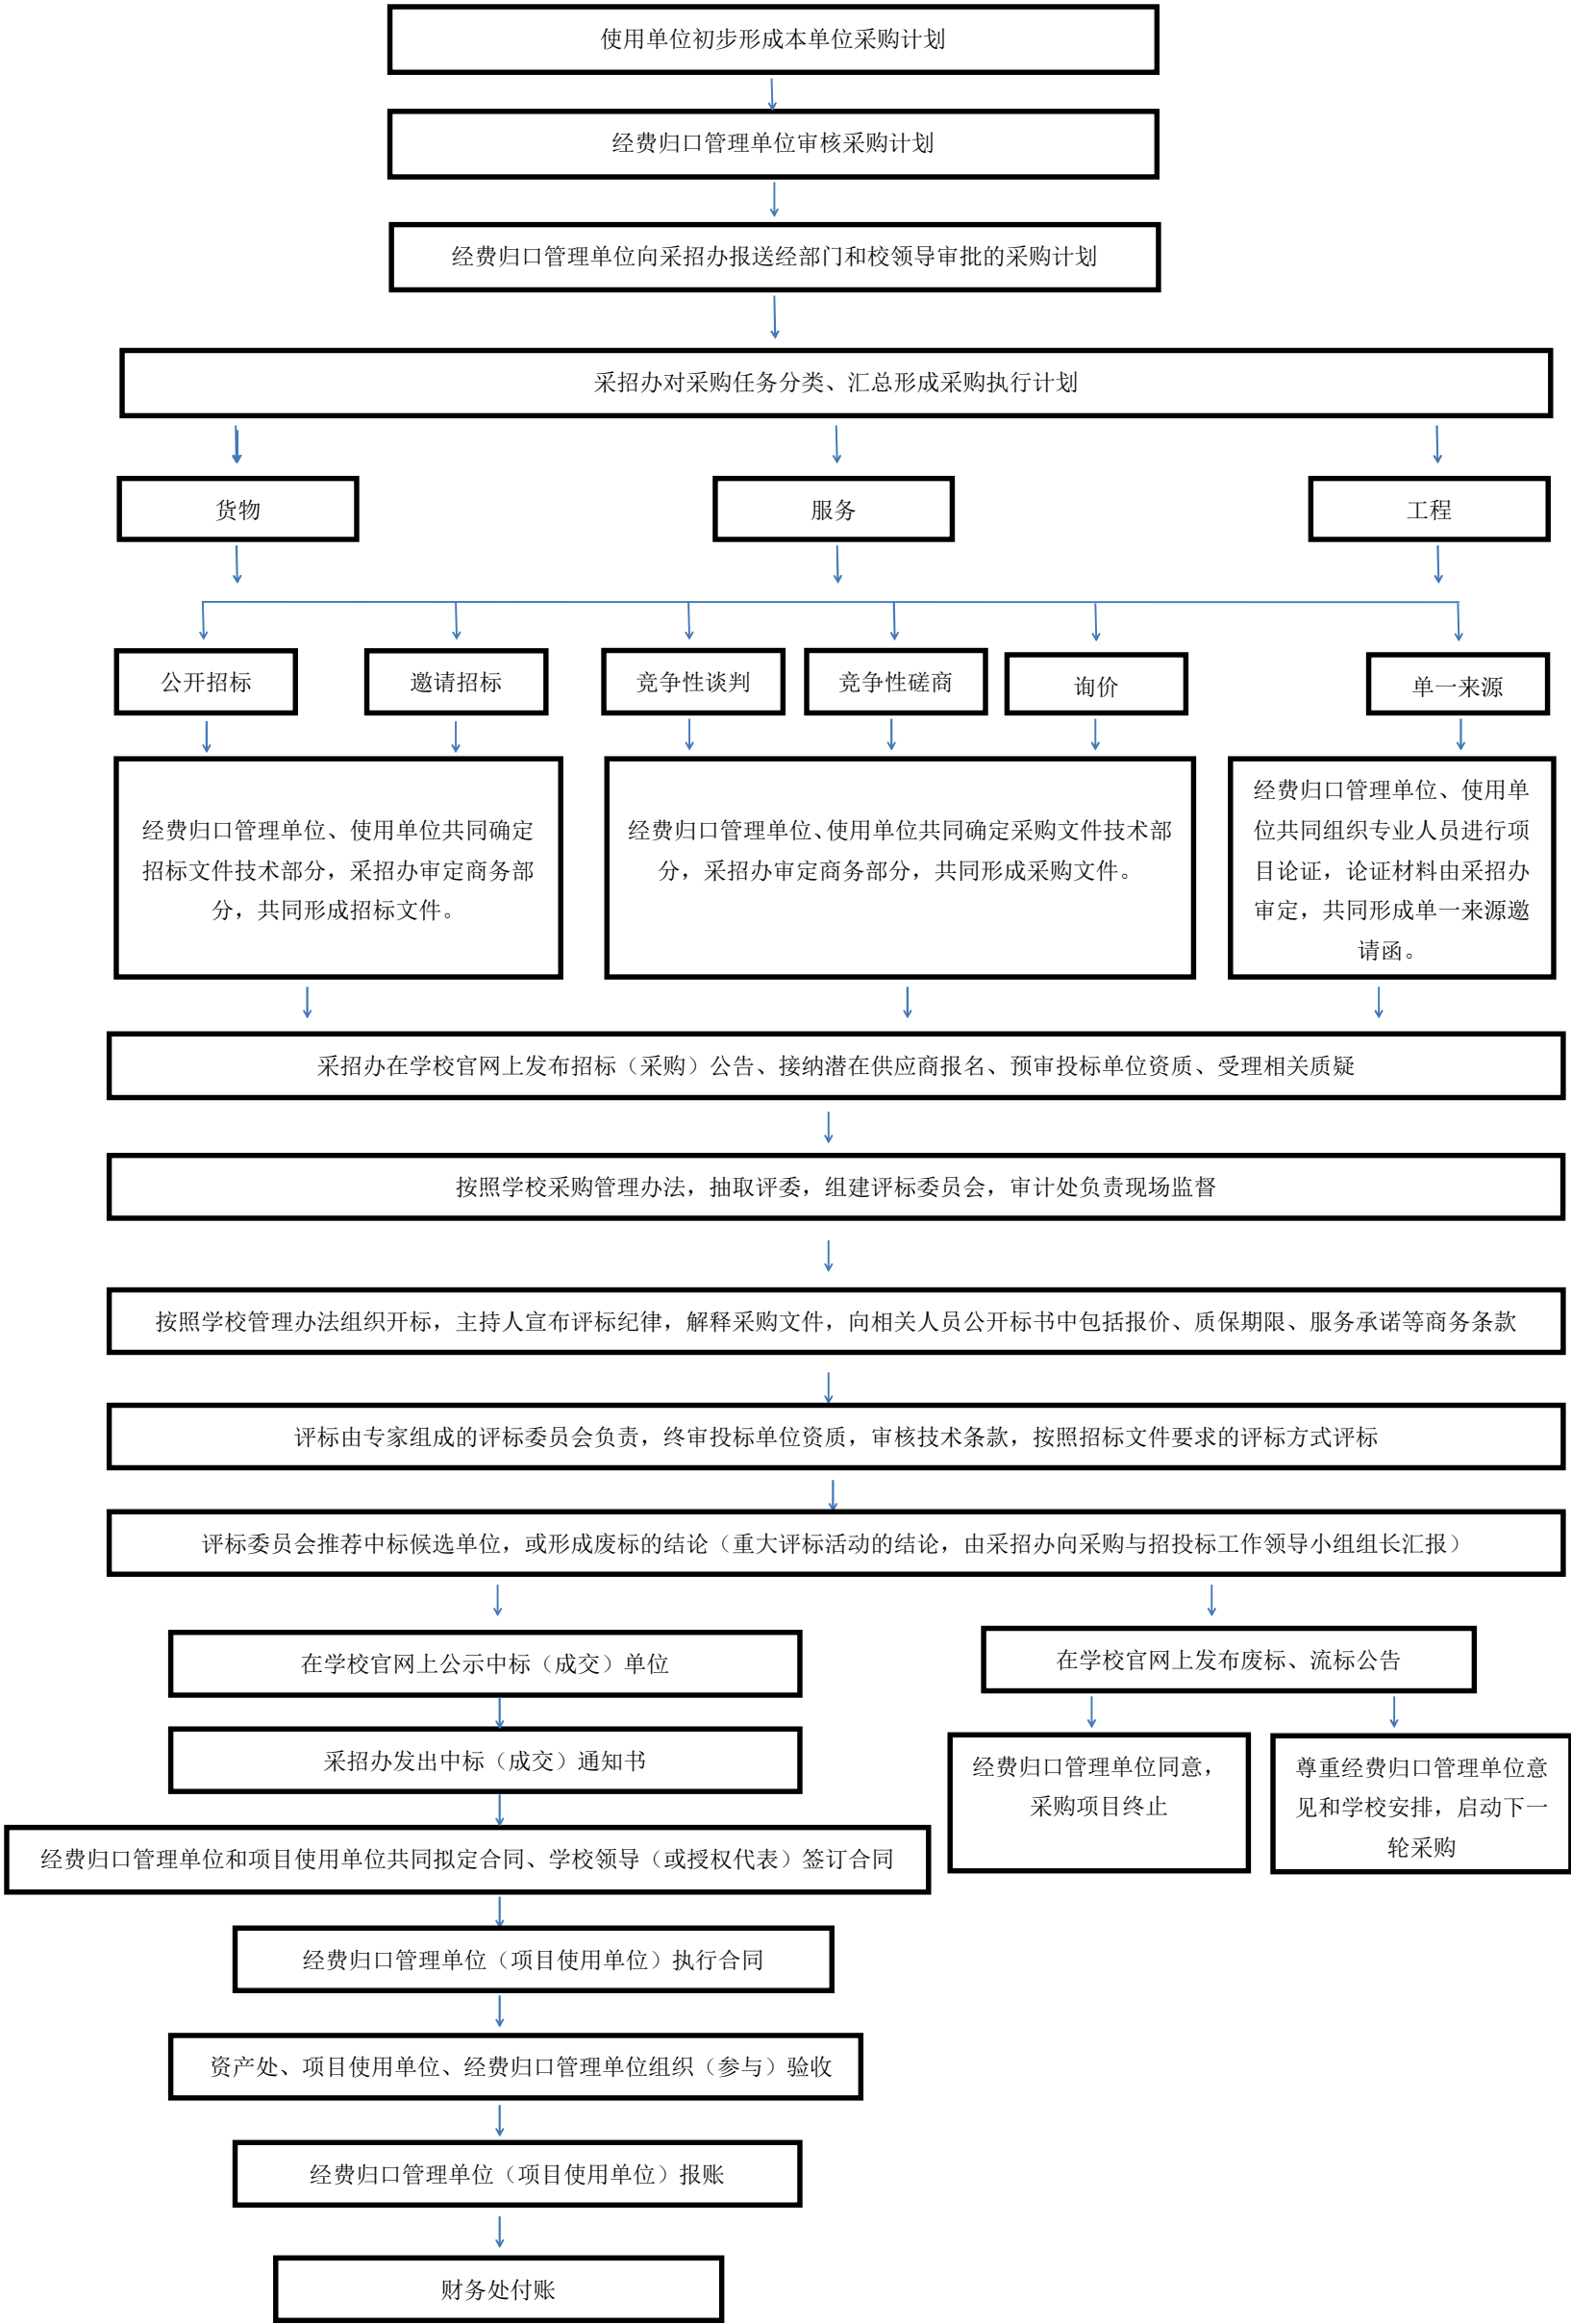 使用单位初步形成本单位采购计划
经费归口管理单位审核采购计划
经费归口管理单位向采招办报送经部门和校领导审批的采购计划
采招办对采购任务分类、汇总形成采购执行计划
货物
服务
工程
公开招标
邀请招标
竞争性谈判
竞争性磋商
询价
单一来源
经费归口管理单位、使用单位共同确定
招标文件技术部分，采招办审定商务部
分，共同形成招标文件。
经费归口管理单位、使用单位共同确定采购文件技术部
分，采招办审定商务部分，共同形成采购文件。
经费归口管理单位、使用单
位共同组织专业人员进行项
目论证，论证材料由采招办
审定，共同形成单一来源邀
请函。
采招办在学校官网上发布招标（采购）公告、接纳潜在供应商报名、预审投标单位资质、受理相关质疑
按照学校采购管理办法，抽取评委，组建评标委员会，审计处负责现场监督
按照学校管理办法组织开标，主持人宣布评标纪律，解释采购文件，向相关人员公开标书中包括报价、质保期限、服务承诺等商务条款
评标由专家组成的评标委员会负责，终审投标单位资质，审核技术条款，按照招标文件要求的评标方式评标
评标委员会推荐中标候选单位，或形成废标的结论（重大评标活动的结论，由采招办向采购与招投标工作领导小组组长汇报）
在学校官网上公示中标（成交）单位
在学校官网上发布废标、流标公告
采招办发出中标（成交）通知书
经费归口管理单位同意，
采购项目终止
尊重经费归口管理单位意
见和学校安排，启动下一
轮采购
经费归口管理单位和项目使用单位共同拟定合同、学校领导（或授权代表）签订合同
经费归口管理单位（项目使用单位）执行合同
资产处、项目使用单位、经费归口管理单位组织（参与）验收
经费归口管理单位（项目使用单位）报账
财务处付账